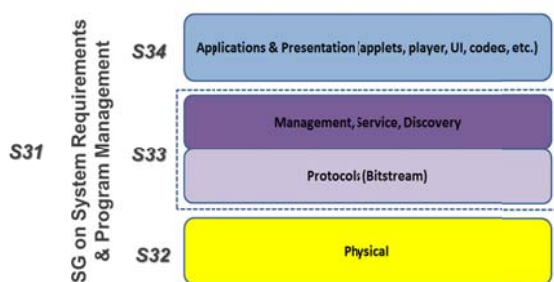 S31
SG on System Requirements
& Program Management
S34
Applications & Presentation (applets, player, UI, codecs, etc.)
S33
Management, Service, Discovery
Protocols (Bitstream)
S32
Physical